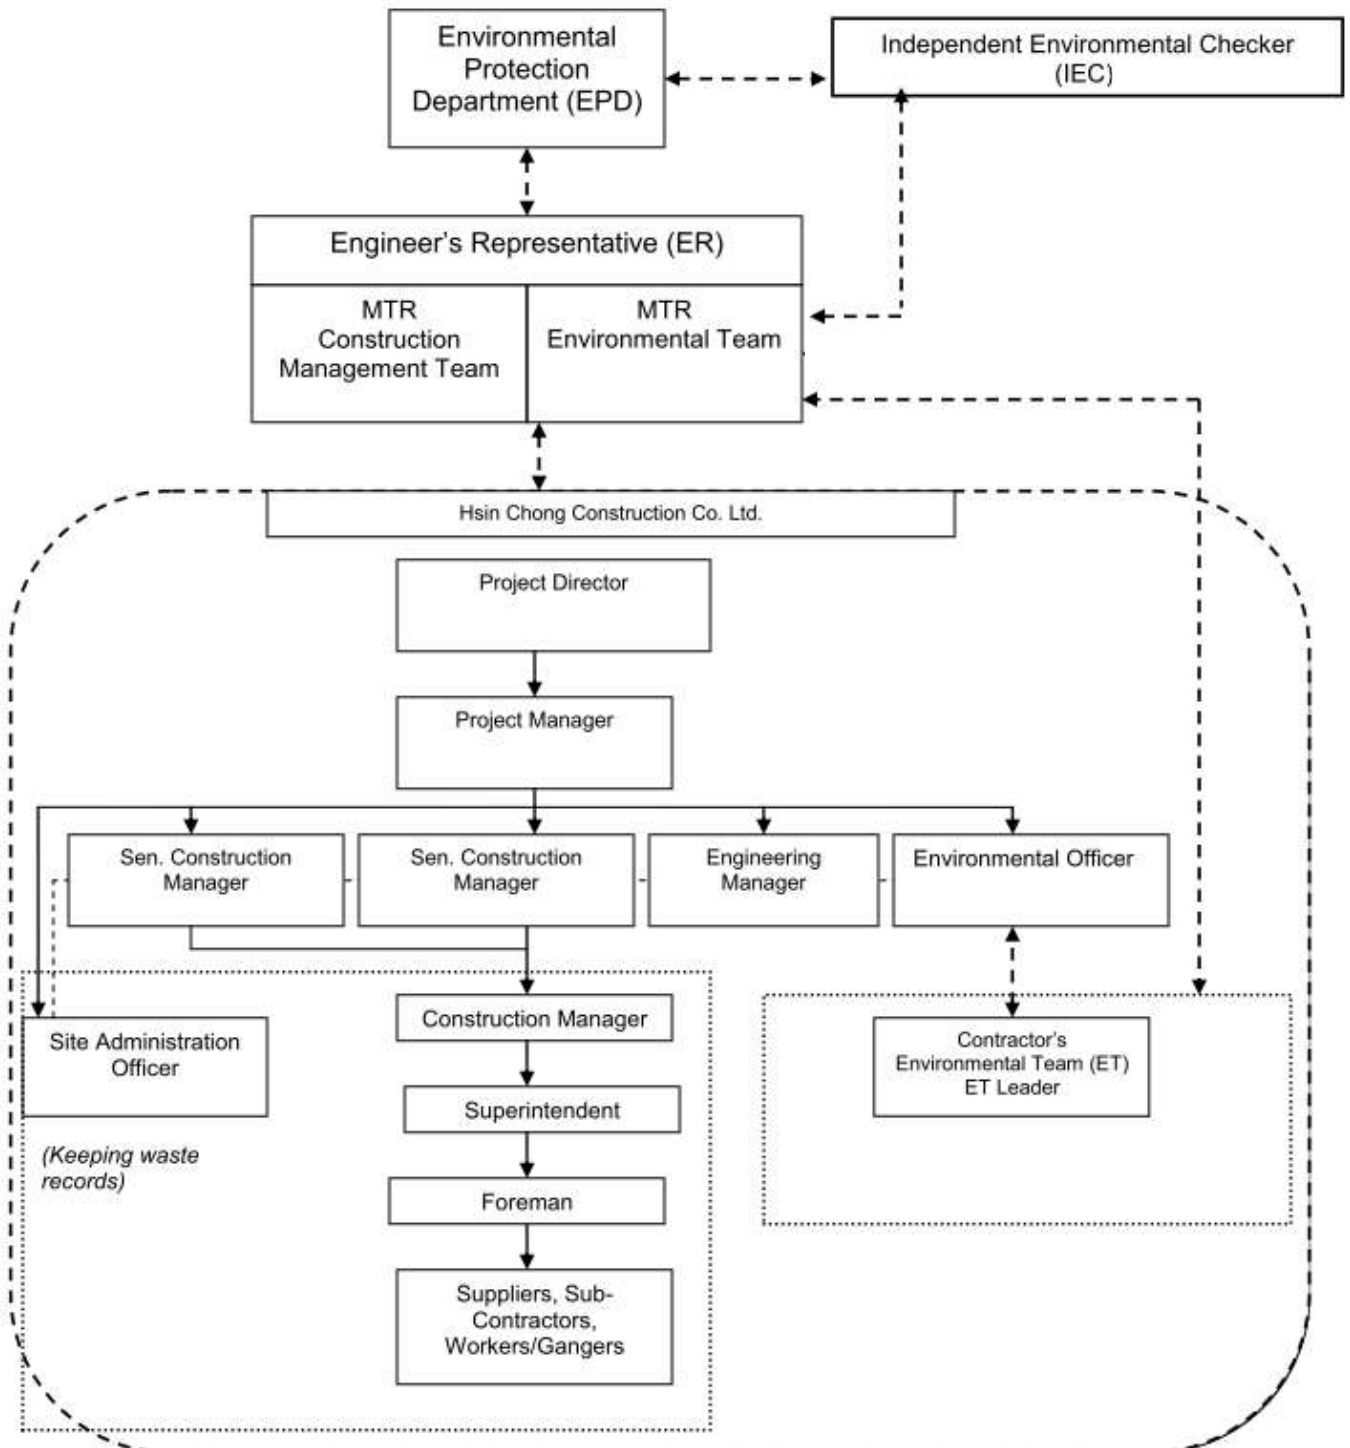 Environmental
Protection
Department (EPD)
Independent Environmental Checker
(IEC)
Engineer's Representative (ER)
MTR
Construction
Management Team
MTR
Environmental Team
Hsin Chong Construction Co. Ltd.
Project Director
Project Manager
Sen. Construction
Manager
Sen. Construction
Manager
Engineering
Manager
Environmental Officer
Site Administration
Officer
(Keeping waste
records)
Construction Manager
Superintendent
Foreman
Suppliers, Sub-
Contractors,
Workers/Gangers
Contractor's
Environmental Team (ET)
ET Leader